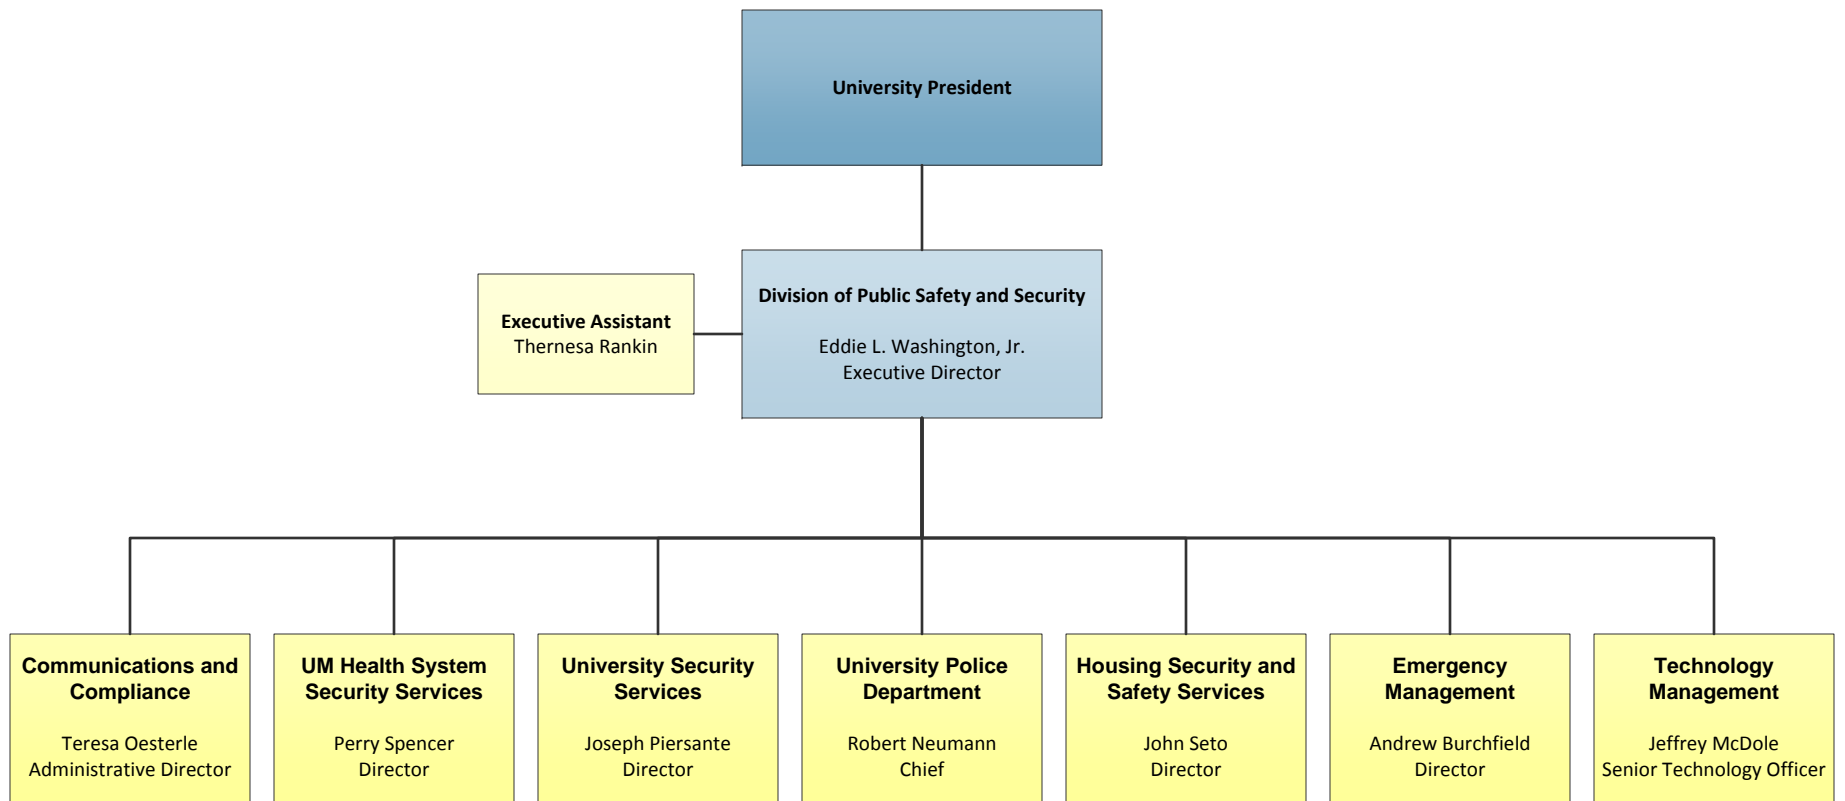 University President
Division of Public Safety and Security
Eddie L. Washington, Jr.
Executive Director
Executive Assistant
Thernesa Rankin
Communications and
Compliance
Teresa Oesterle
Administrative Director
UM Health System
Security Services
Perry Spencer
Director
University Security
Services
Joseph Piersante
Director
University Police
Department
Robert Neumann
Chief
Housing Security and
Safety Services
John Seto
Director
Emergency
Management
Andrew Burchfield
Director
Technology
Management
Jeffrey McDole
Senior Technology Officer